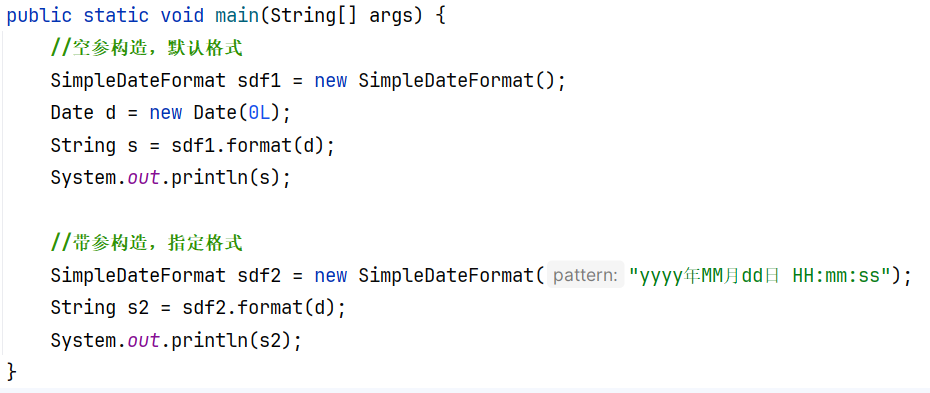 public static void main(String[] args) {
//空参构造，默认格式
SimpleDateFormat sdf1 = new SimpleDateFormat();
Date d = new Date(0L);
String s = sdf1.format(d);
System.out.println(s);
//带参构造，指定格式
SimpleDateFormat sdf2 = new SimpleDateFormat( pattern: "yyyy年MM月dd日 HH:mm:ss");
String s2 = sdf2.format(d);
System.out.println(s2);
}